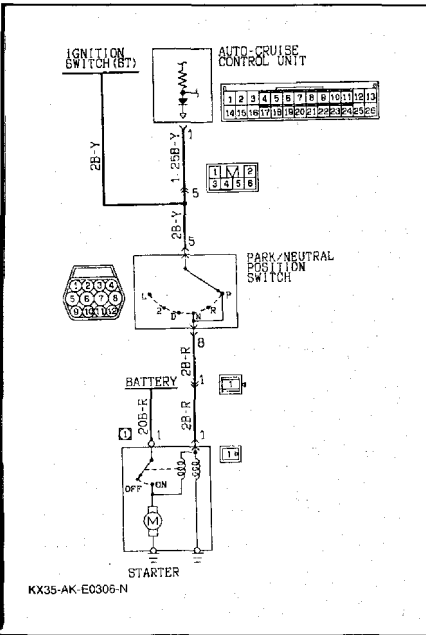 IGNITION
SWITCH(ST)
AUTO-CRUISE
CONTROL UNIT
1 2 3 4 5 6 7 8 9 10 11 12 13
14 15 16 17 18 19 20 21 22 23 24 25 26
1
2B-Y
1.25B-Y
1 2
3 4 5 6
5
2B-Y
5
PARK/NEUTRAL
POSITION
SWITCH
1 2 3 4
5 6 7 8
9 10 11 12
L
2
D
N
R
P
8
2B-R
BATTERY
1
1
20B-R
2B-R
1
1
1
1
OFF
ON
M
STARTER
KX35-AK-E0306-N